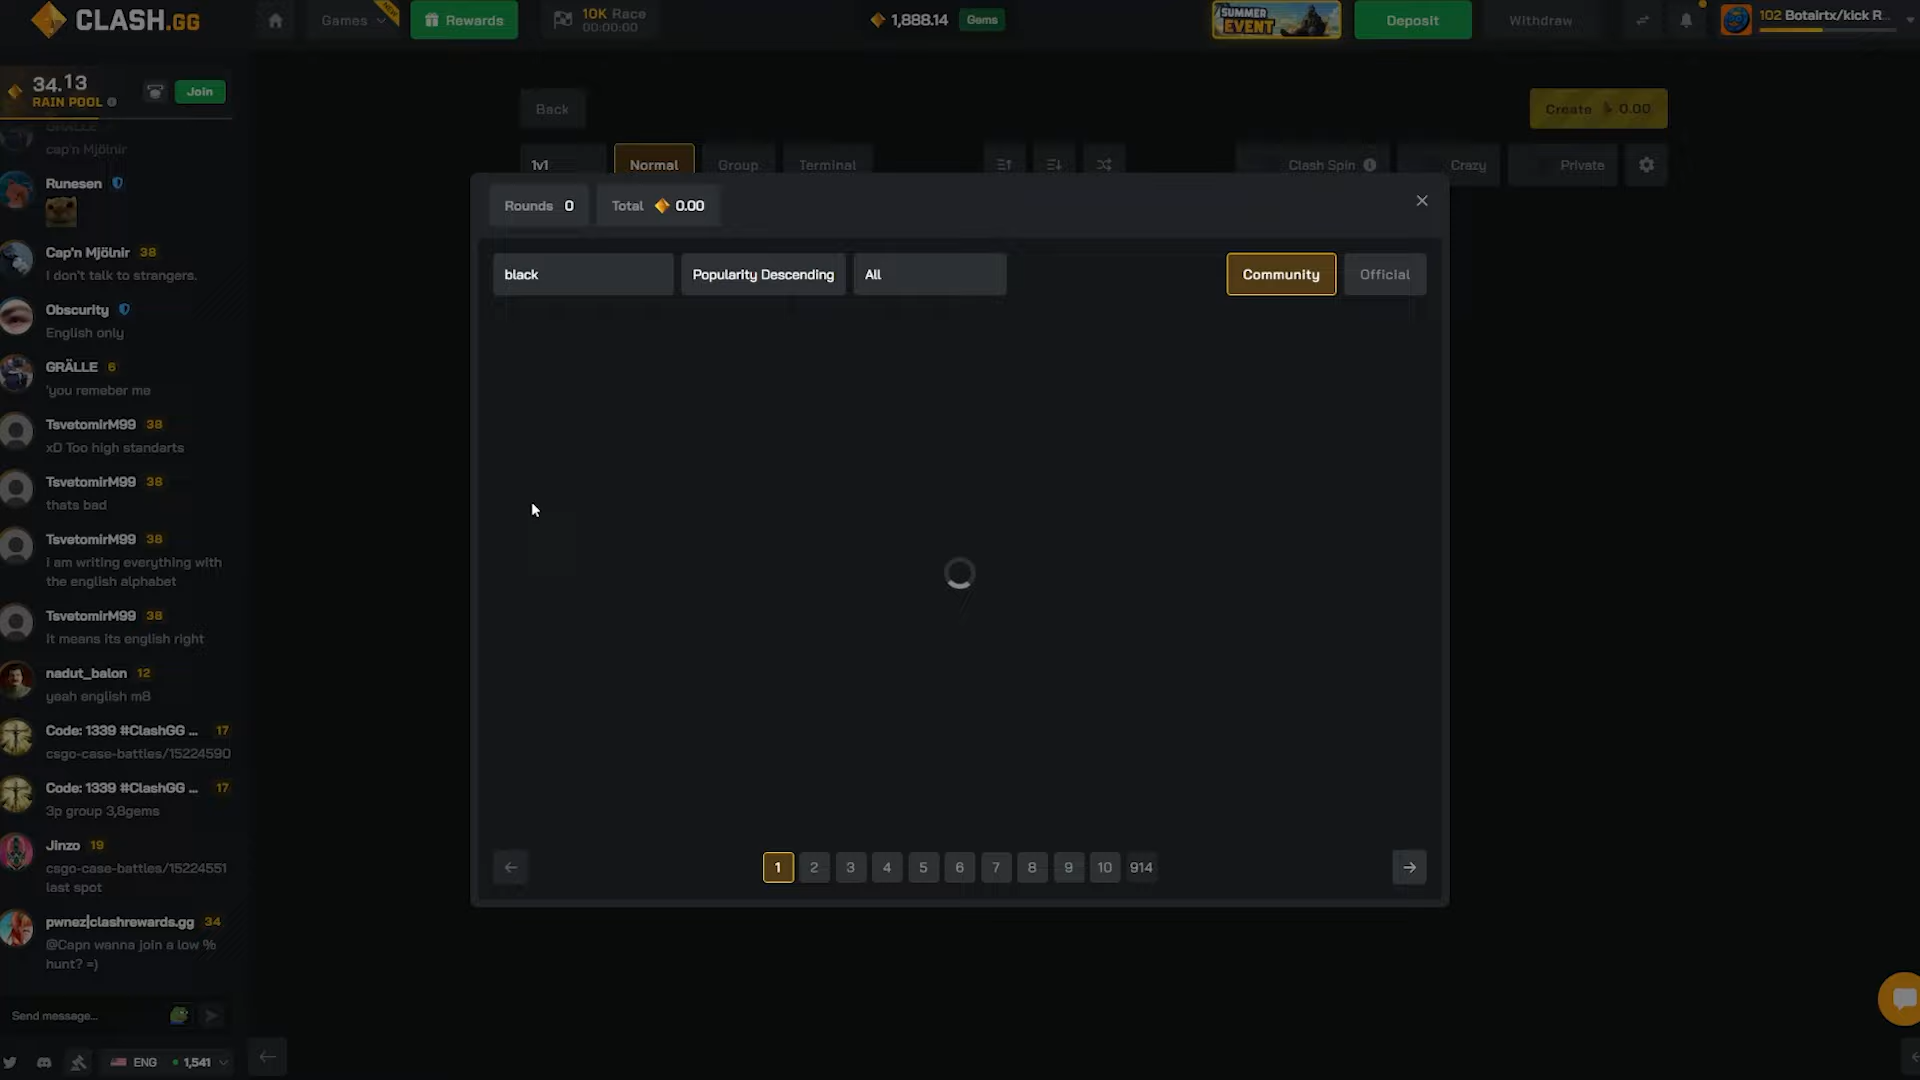 CLASH.GG
Games
NEW
Rewards
10K Race
00:00:00
1,888.14
Gems
SUMMER
EVENT
Deposit
Withdraw
102 Botairtx/kick R...
34.13
RAIN POOL
Join
GRÄLLE
cap'n Mjölnir
Runesen
Cap'n Mjölnir 38
I don't talk to strangers.
Obscurity
English only
GRÄLLE 6
'you remeber me
TsvetomirM99 38
xD Too high standarts
TsvetomirM99 38
thats bad
TsvetomirM99 38
i am writing everything with
the english alphabet
TsvetomirM99 38
It means its english right
nadut_balon 12
yeah english m8
Code: 1339 #ClashGG ... 17
csgo-case-battles/15224590
Code: 1339 #ClashGG ... 17
3p group 3,8gems
Jinzo 19
csgo-case-battles/15224551
last spot
pwnez|clashrewards.gg 34
@Capn wanna join a low %
hunt? =)
Send message...
ENG 1,541
Back
Create 0.00
1v1
Normal
Group
Terminal
Clash Spin
Crazy
Private
Rounds 0
Total 0.00
black
Popularity Descending
All
Community
Official
1 2 3 4 5 6 7 8 9 10 914